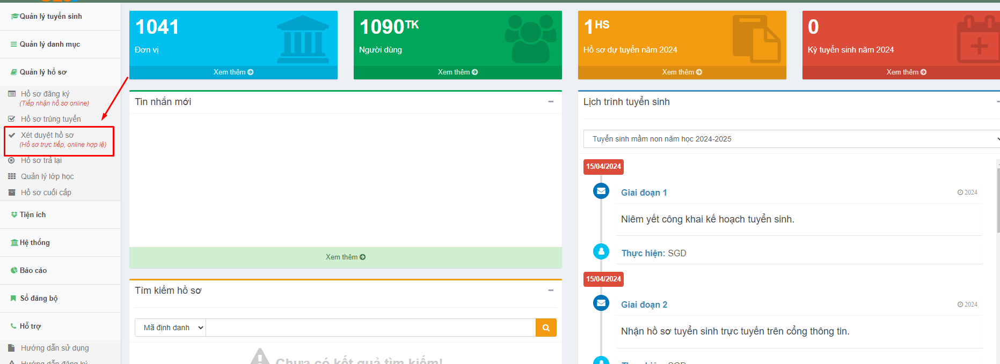 Quản lý tuyển sinh
Quản lý danh mục
Quản lý hồ sơ
Hồ sơ đăng ký
(Tiếp nhận hồ sơ online)
Hồ sơ trúng tuyển
Xét duyệt hồ sơ
(Hồ sơ trực tiếp, online hợp lệ)
Hồ sơ trả lại
Quản lý lớp học
Hồ sơ cuối cấp
Tiện ích
Hệ thống
Báo cáo
Sổ đăng bộ
Hỗ trợ
Hướng dẫn sử dụng
Hướng dẫn đăng ký
1041
Đơn vị
Xem thêm
1090TK
Người dùng
Xem thêm
1HS
Hồ sơ dự tuyển năm 2024
Xem thêm
0
Kỳ tuyển sinh năm 2024
Xem thêm
Tin nhắn mới
Xem thêm
Tìm kiếm hồ sơ
Mã định danh
Chưa có kết quả tìm kiếm!
Lịch trình tuyển sinh
Tuyển sinh mầm non năm học 2024-2025
15/04/2024
Giai đoạn 1
2024
Niêm yết công khai kế hoạch tuyển sinh.
Thực hiện: SGD
15/04/2024
Giai đoạn 2
2024
Nhận hồ sơ tuyển sinh trực tuyến trên cổng thông tin.
Thực hiện: SGD